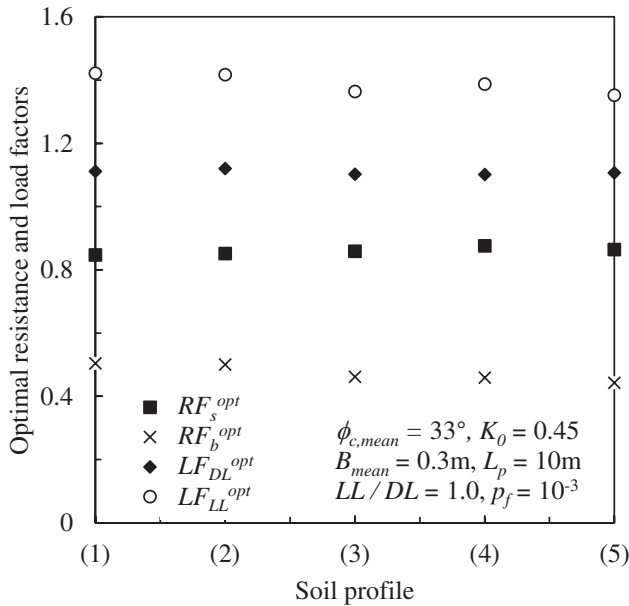 Optimal resistance and load factors
1.6
1.2
0.8
0.4
0
RF_s^opt
RF_b^opt
LF_DL^opt
LF_LL^opt
ϕ_c,mean = 33°, K_0 = 0.45
B_mean = 0.3m, L_p = 10m
LL / DL = 1.0, p_f = 10^-3
(1) (2) (3) (4) (5)
Soil profile